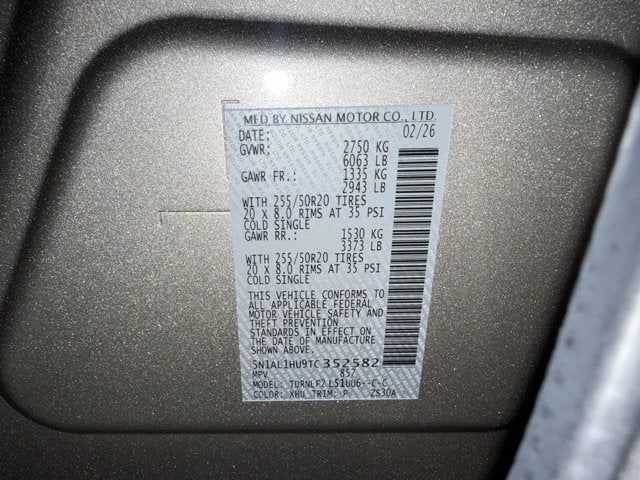 MFD BY NISSAN MOTOR CO., LTD.
DATE: 02/26
GVWR: 2750 KG
6063 LB
GAWR FR.: 1335 KG
2943 LB
WITH 255/50R20 TIRES
20 X 8.0 RIMS AT 35 PSI
COLD SINGLE
GAWR RR.: 1530 KG
3373 LB
WITH 255/50R20 TIRES
20 X 8.0 RIMS AT 35 PSI
COLD SINGLE
THIS VEHICLE CONFORMS TO
ALL APPLICABLE FEDERAL
MOTOR VEHICLE SAFETY AND
THEFT PREVENTION
STANDARDS IN EFFECT ON
THE DATE OF MANUFACTURE
SHOWN ABOVE.
5N1AL1HU9TC352582
MPV 857
MODEL: TDRNLF2 L51UU6--C-C
COLOR: XHU TRIM: P ZS30A